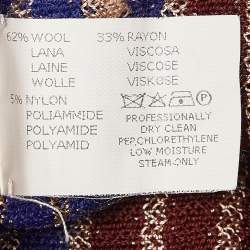 62% WOOL 33% RAYON
LANA VISCOSA
LAINE VISCOSE
WOLLE VISKOSE
5% NYLON
POLIAMMIDE
POLYAMIDE
POLYAMID
P
PROFESSIONALLY
DRY CLEAN
PERCHLORETHYLENE
LOW MOISTURE
STEAM-ONLY